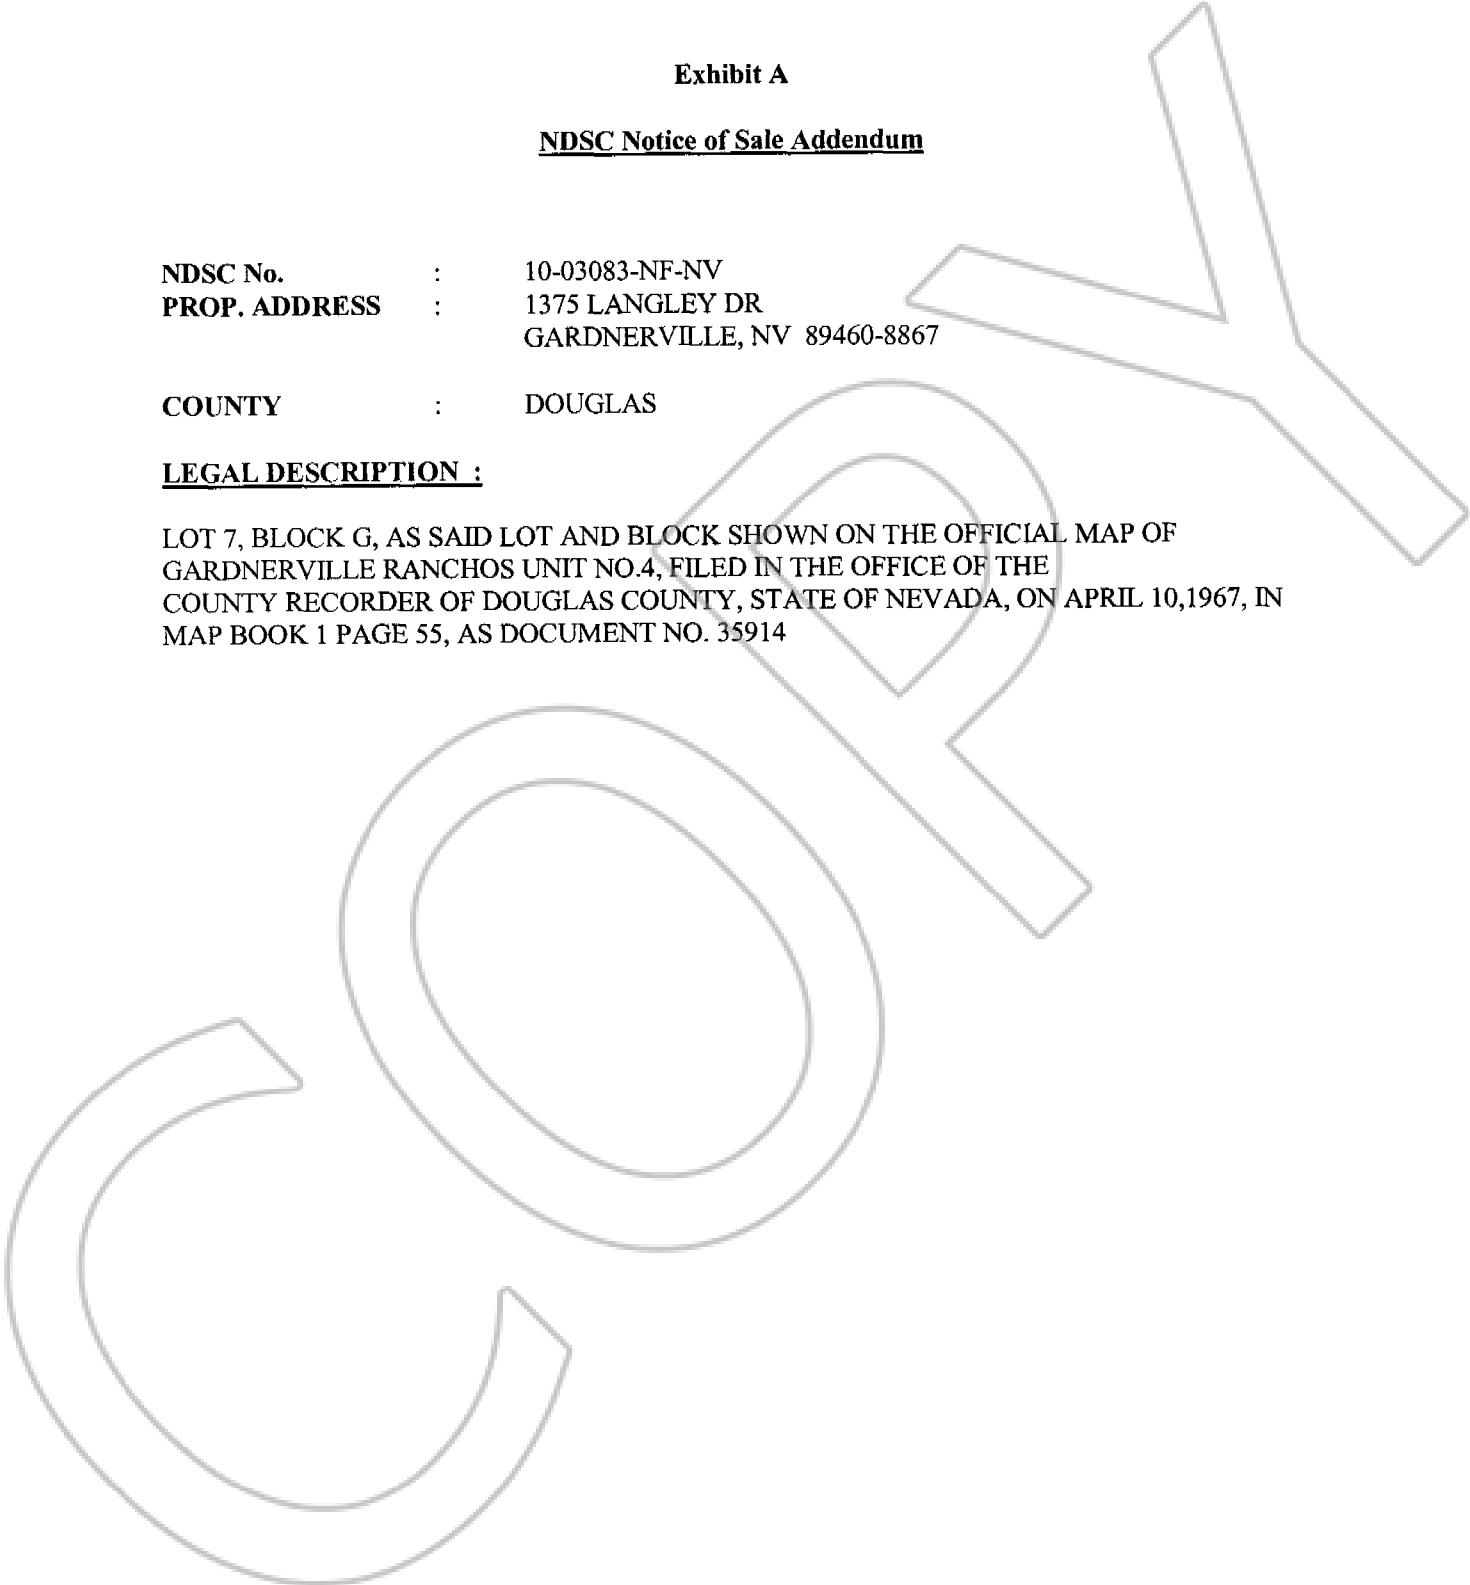 Exhibit A
NDSC Notice of Sale Addendum
NDSC No. : 10-03083-NF-NV
PROP. ADDRESS : 1375 LANGLEY DR
GARDNERVILLE, NV 89460-8867
COUNTY : DOUGLAS
LEGAL DESCRIPTION :
LOT 7, BLOCK G, AS SAID LOT AND BLOCK SHOWN ON THE OFFICIAL MAP OF
GARDNERVILLE RANCHOS UNIT NO.4, FILED IN THE OFFICE OF THE
COUNTY RECORDER OF DOUGLAS COUNTY, STATE OF NEVADA, ON APRIL 10,1967, IN
MAP BOOK 1 PAGE 55, AS DOCUMENT NO. 35914
COPY